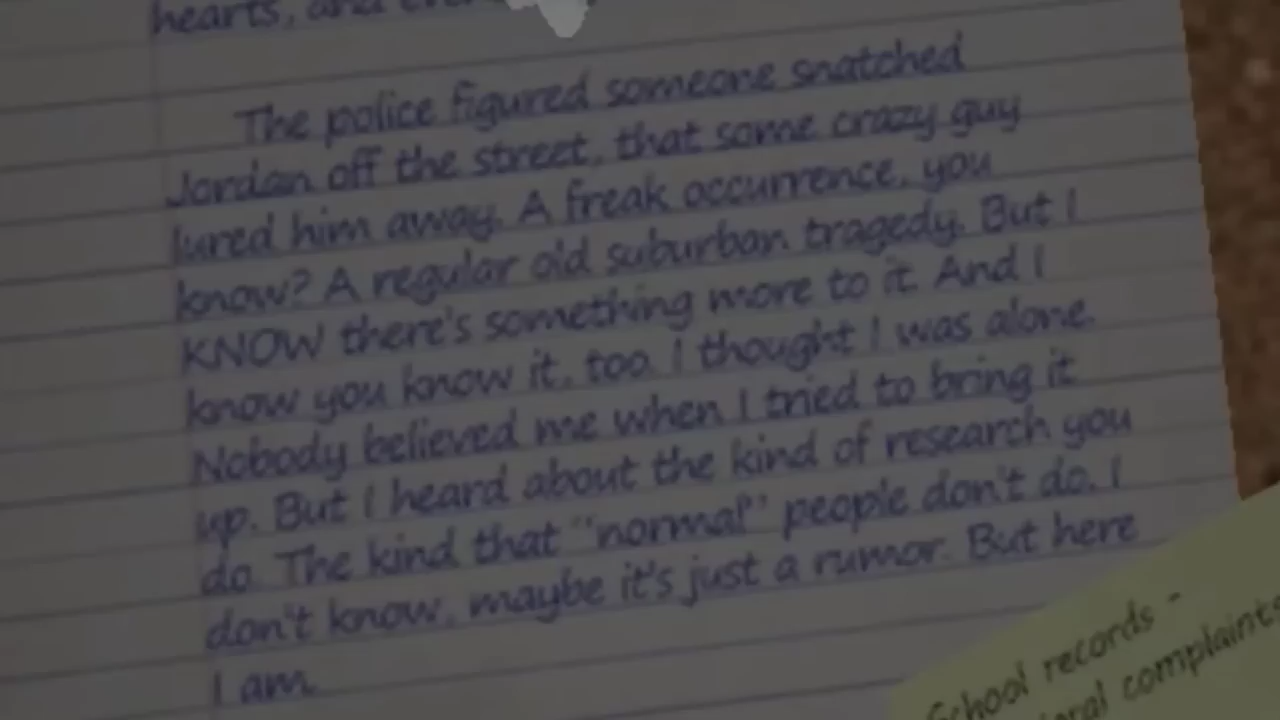 hearts, and
The police figured someone snatched
Jordan off the street, that some crazy guy
lured him away. A freak occurrence, you
know? A regular old suburban tragedy. But I
KNOW there's something more to it. And I
know you know it, too. I thought I was alone.
Nobody believed me when I tried to bring it
up. But I heard about the kind of research you
do. The kind that "normal" people don't do. I
don't know, maybe it's just a rumor. But here
I am.
School records -
complaints